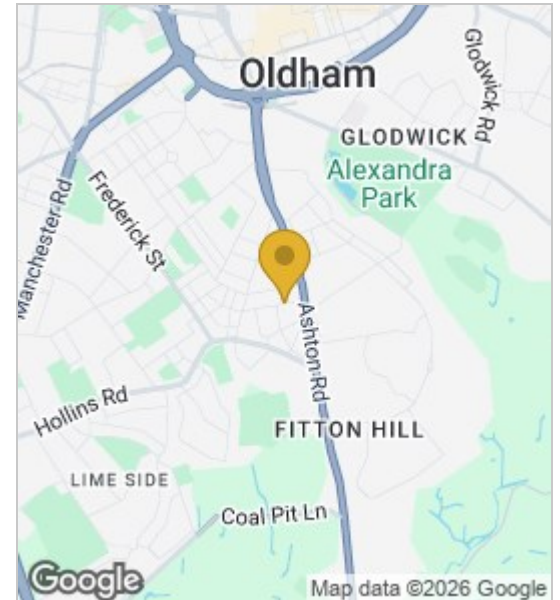 Oldham
Glodwick Rd
GLODWICK
Alexandra
Park
Manchester Rd
Frederick St
Ashton Rd
Hollins Rd
FITTON HILL
LIME SIDE
Coal Pit Ln
Google
Map data ©2026 Google